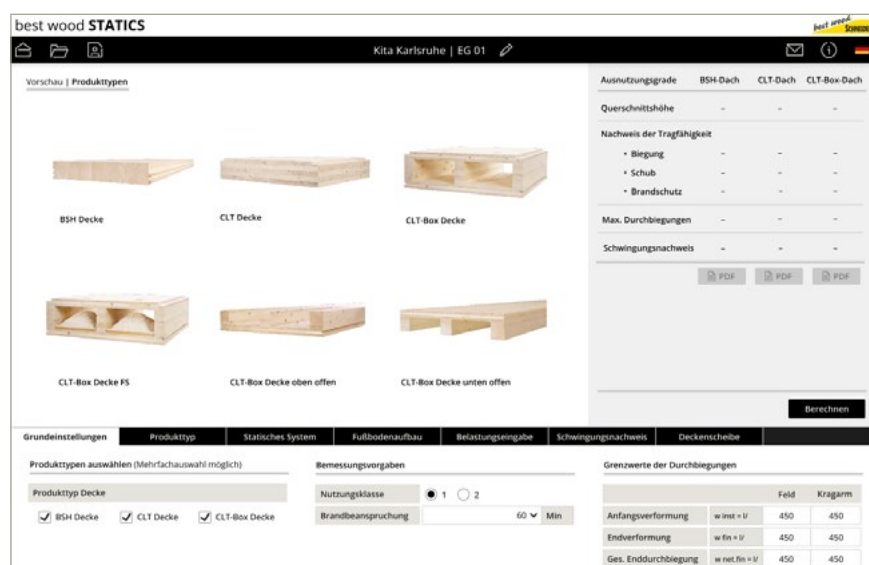 best wood STATICS
best wood
SCHNEIDER
Kita Karlsruhe | EG 01
Vorschau | Produkttypen
BSH Decke
CLT Decke
CLT-Box Decke
CLT-Box Decke FS
CLT-Box Decke oben offen
CLT-Box Decke unten offen
Ausnutzungsgrade BSH-Dach CLT-Dach CLT-Box-Dach
Querschnittshöhe - - -
Nachweis der Tragfähigkeit
• Biegung - - -
• Schub - - -
• Brandschutz - - -
Max. Durchbiegungen - - -
Schwingungsnachweis - - -
PDF PDF PDF
Berechnen
Grundeinstellungen Produkttyp Statisches System Fußbodenaufbau Belastungseingabe Schwingungsnachweis Deckenscheibe
Produkttypen auswählen (Mehrfachauswahl möglich)
Produkttyp Decke
BSH Decke CLT Decke CLT-Box Decke
Bemessungsvorgaben
Nutzungsklasse 1 2
Brandbeanspruchung 60 Min
Grenzwerte der Durchbiegungen
Feld Kragarm
Anfangsverformung w inst = l/ 450 450
Endverformung w fin = l/ 450 450
Ges. Enddurchbiegung w net.fin = l/ 450 450